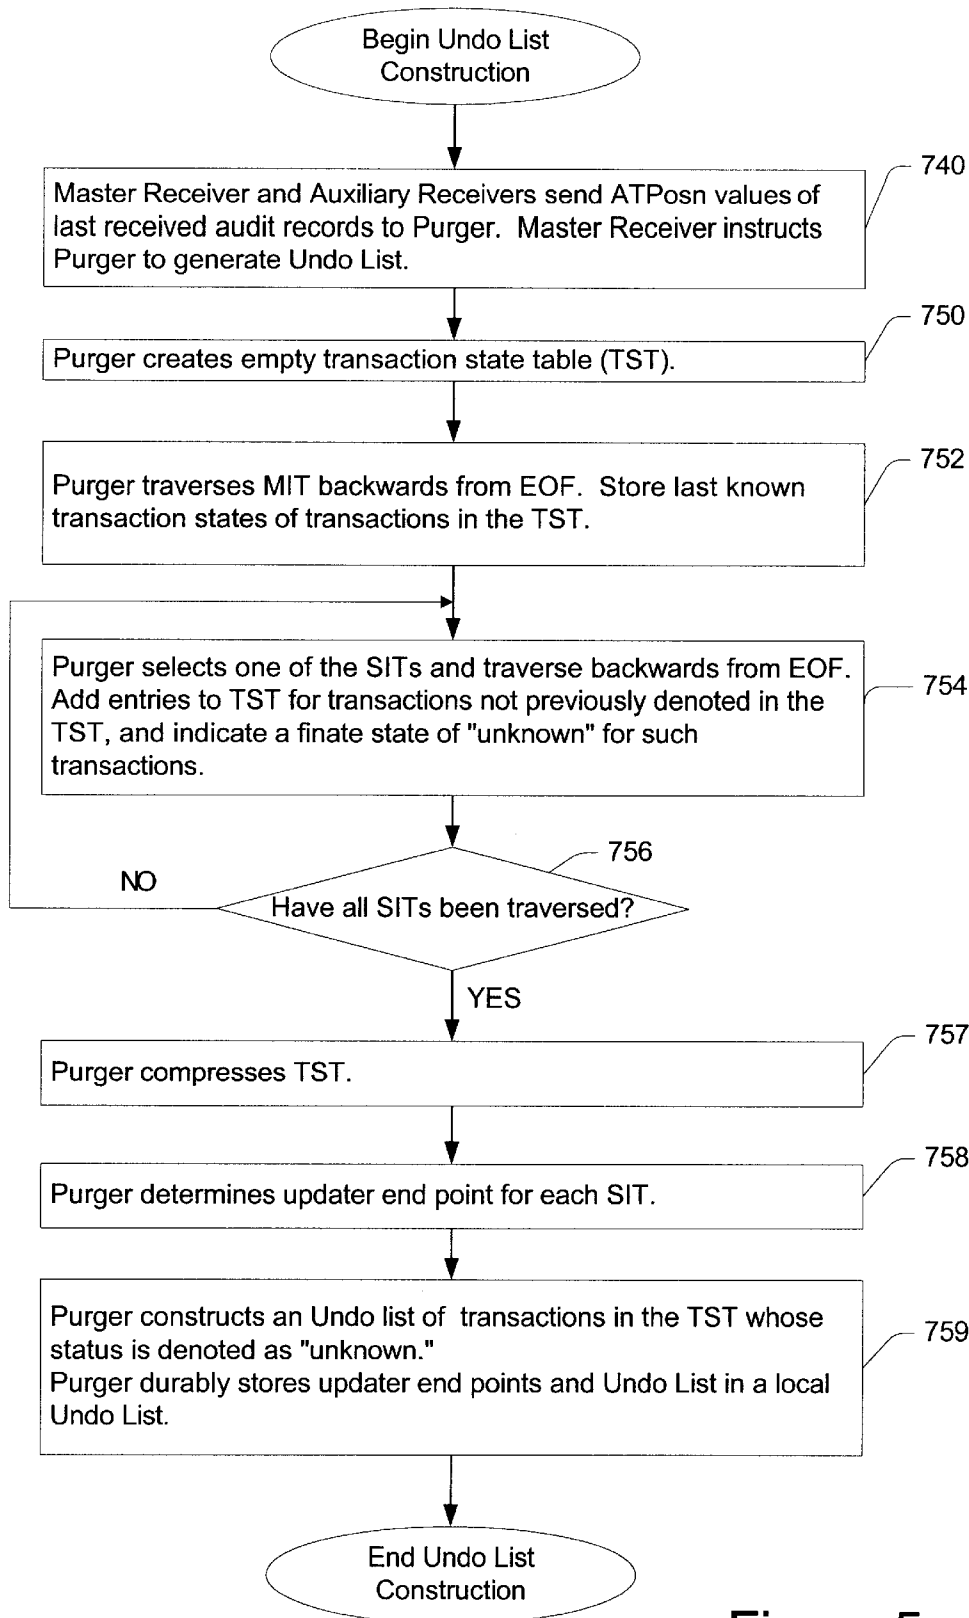 Begin Undo List
Construction
740
Master Receiver and Auxiliary Receivers send ATPosn values of
last received audit records to Purger. Master Receiver instructs
Purger to generate Undo List.
750
Purger creates empty transaction state table (TST).
752
Purger traverses MIT backwards from EOF. Store last known
transaction states of transactions in the TST.
Purger selects one of the SITs and traverse backwards from EOF.
Add entries to TST for transactions not previously denoted in the
TST, and indicate a finate state of "unknown" for such
transactions.
754
756
NO
Have all SITs been traversed?
YES
757
Purger compresses TST.
758
Purger determines updater end point for each SIT.
Purger constructs an Undo list of transactions in the TST whose
status is denoted as "unknown."
759
Purger durably stores updater end points and Undo List in a local
Undo List.
End Undo List
Construction
Figure 5